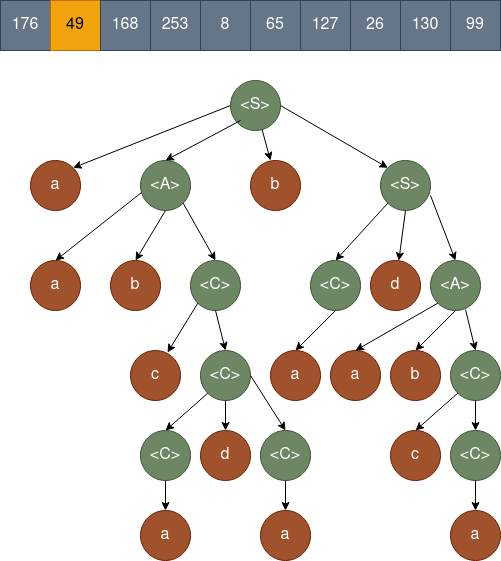 176 49 168 253 8 65 127 26 130 99
<S>
a <A> b <S>
a b <C> <C> d <A>
c <C> a a b <C>
<C> d <C> c <C>
a a a